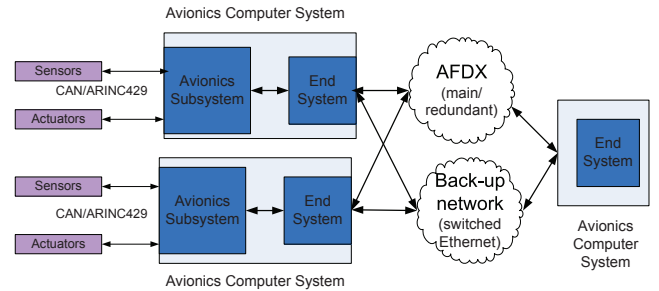 Avionics Computer System
Sensors
CAN/ARINC429
Actuators
Avionics
Subsystem
End
System
AFDX
(main/
redundant)
Sensors
CAN/ARINC429
Actuators
Avionics
Subsystem
End
System
Avionics Computer System
Back-up
network
(switched
Ethernet)
End
System
Avionics
Computer
System